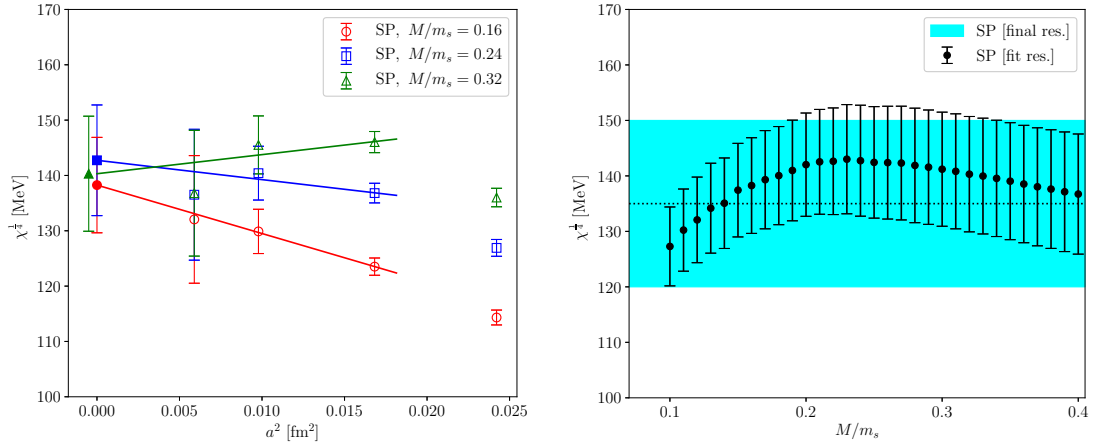 170
160
150
140
130
120
110
100
χ^{1/4} [MeV]
SP, M/m_s = 0.16
SP, M/m_s = 0.24
SP, M/m_s = 0.32
0.000
0.005
0.010
0.015
0.020
0.025
a² [fm²]
170
160
150
140
130
120
110
100
χ^{1/4} [MeV]
SP [final res.]
SP [fit res.]
0.1
0.2
0.3
0.4
M/m_s